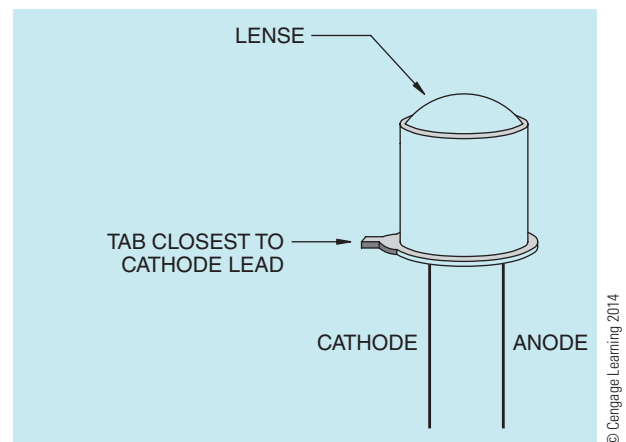 LENSE
TAB CLOSEST TO
CATHODE LEAD
CATHODE
ANODE
© Cengage Learning 2014